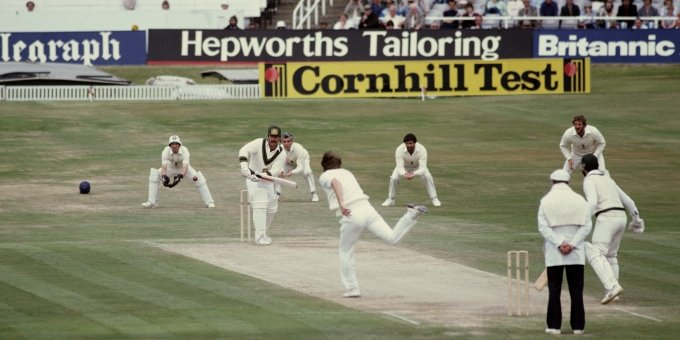 legraph
Hepworths Tailoring
Britannic
Cornhill Test